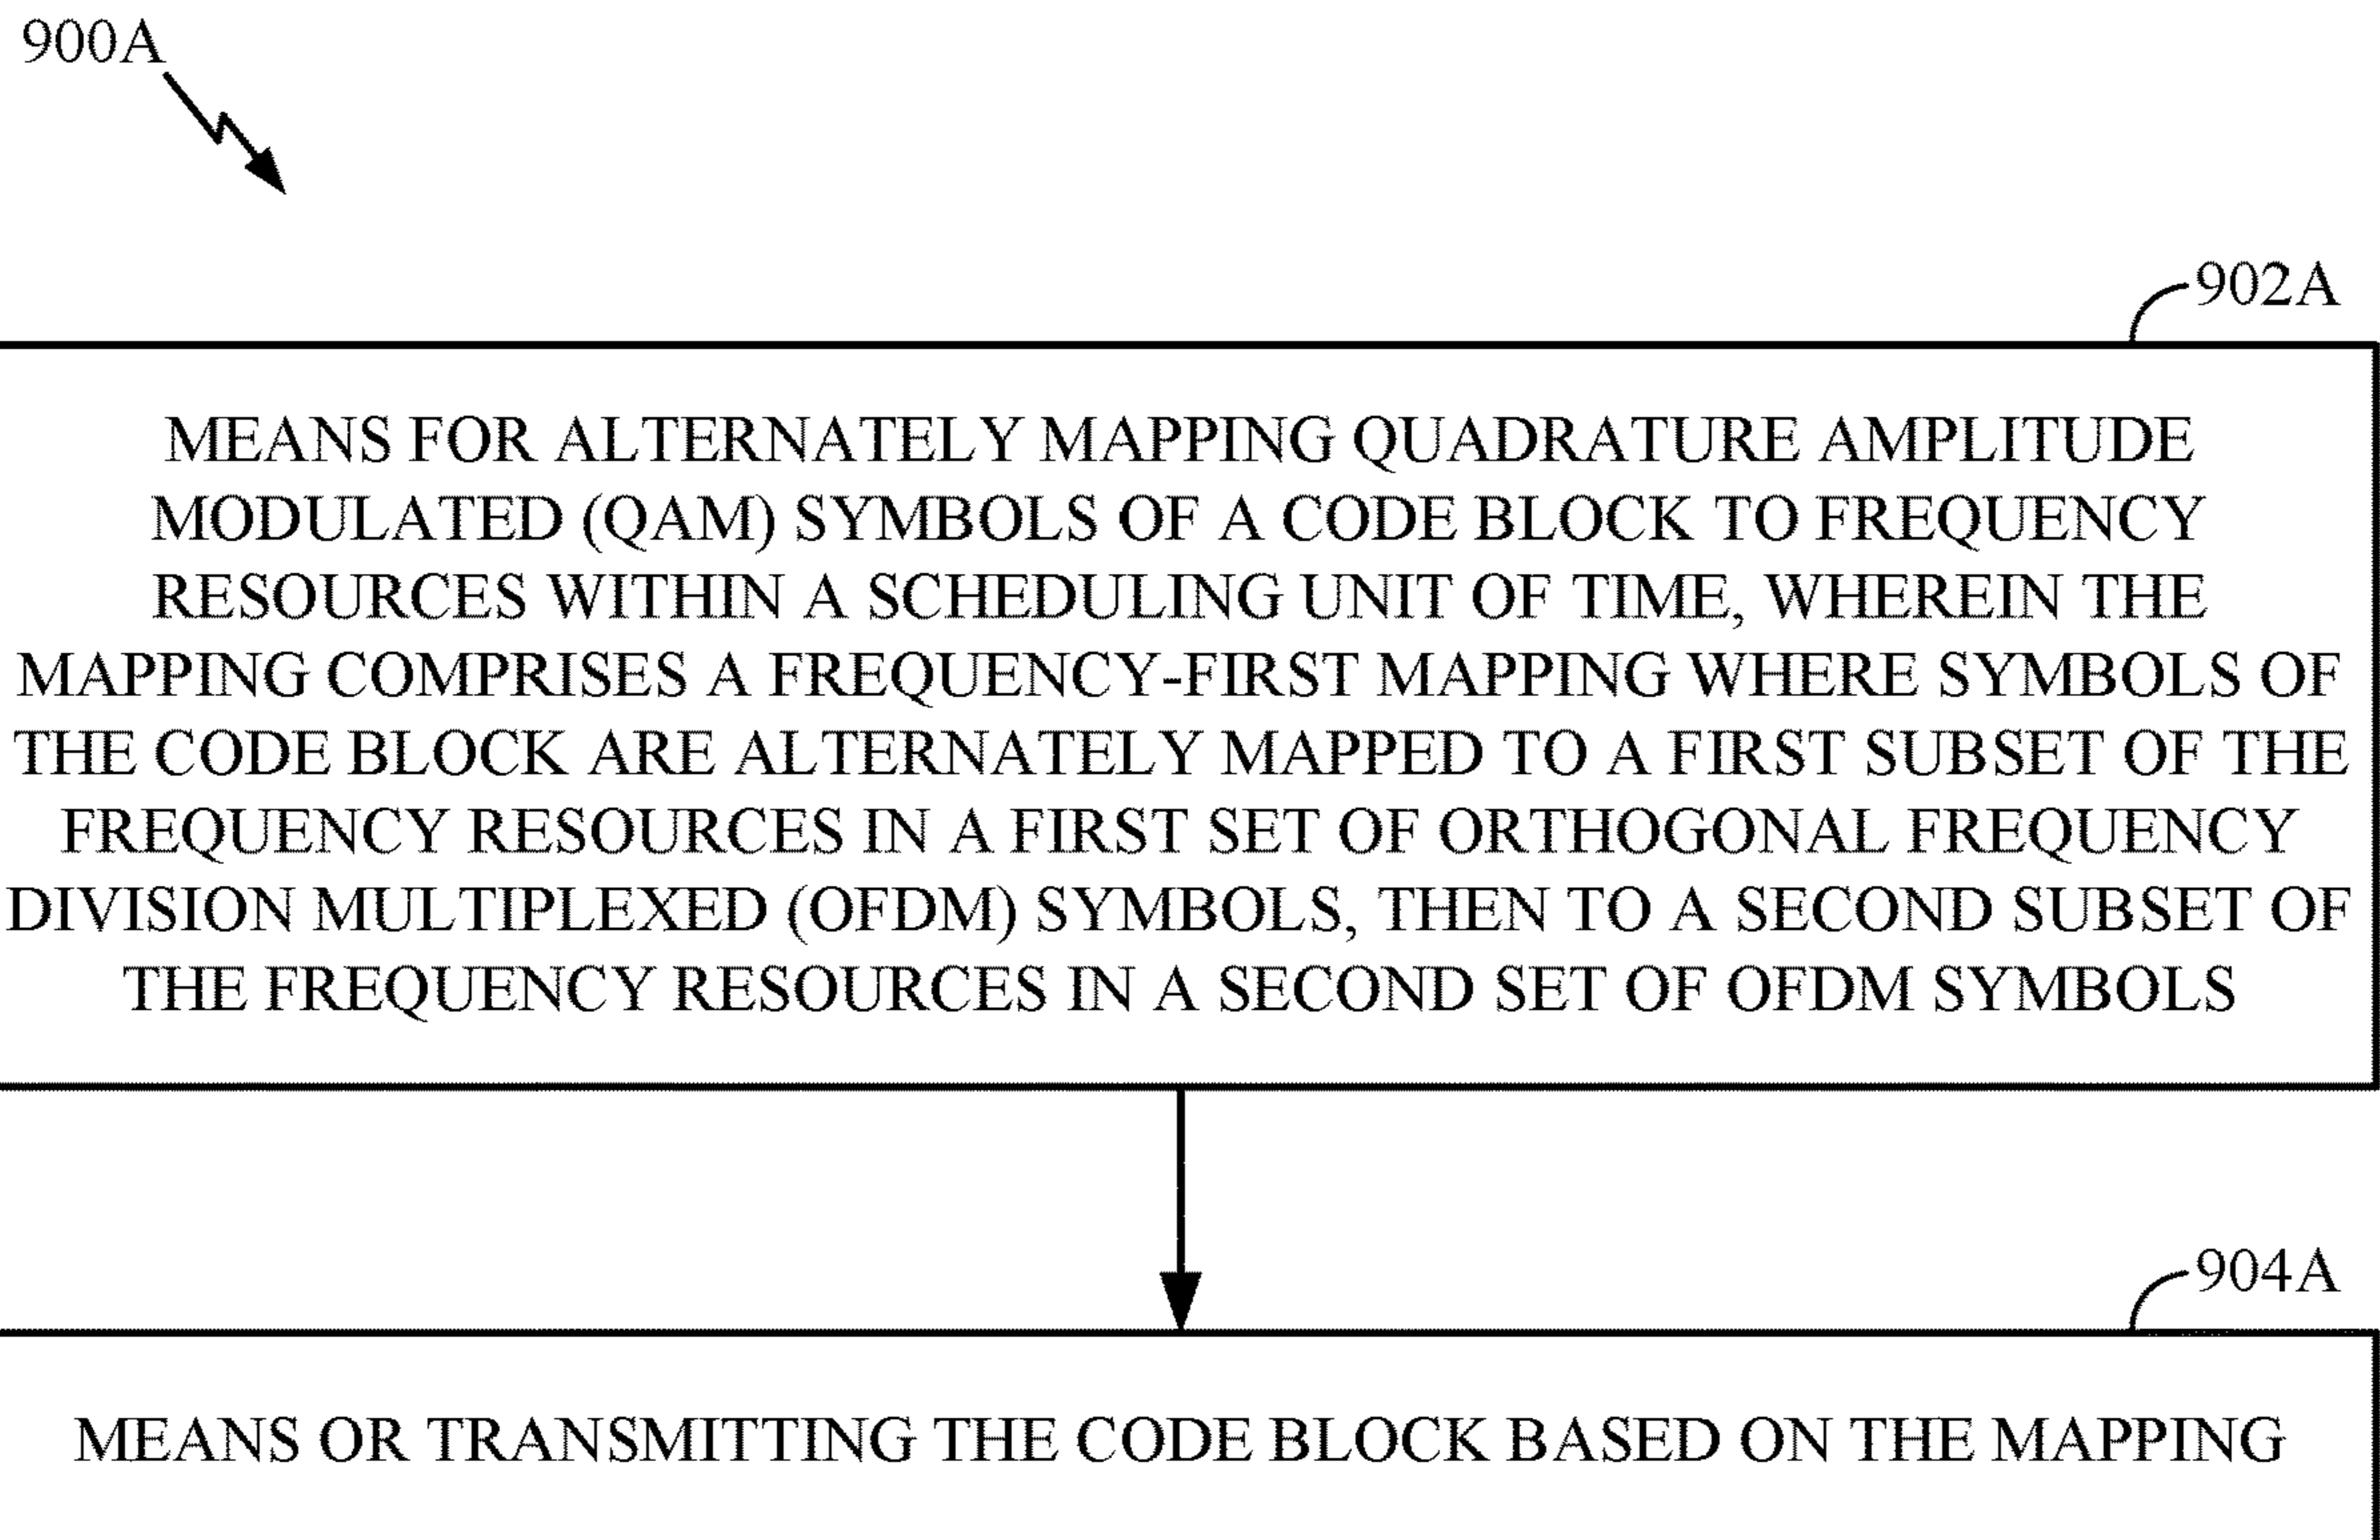 900A
902A
MEANS FOR ALTERNATELY MAPPING QUADRATURE AMPLITUDE
MODULATED (QAM) SYMBOLS OF A CODE BLOCK TO FREQUENCY
RESOURCES WITHIN A SCHEDULING UNIT OF TIME, WHEREIN THE
MAPPING COMPRISES A FREQUENCY-FIRST MAPPING WHERE SYMBOLS OF
THE CODE BLOCK ARE ALTERNATELY MAPPED TO A FIRST SUBSET OF THE
FREQUENCY RESOURCES IN A FIRST SET OF ORTHOGONAL FREQUENCY
DIVISION MULTIPLEXED (OFDM) SYMBOLS, THEN TO A SECOND SUBSET OF
THE FREQUENCY RESOURCES IN A SECOND SET OF OFDM SYMBOLS
904A
MEANS OR TRANSMITTING THE CODE BLOCK BASED ON THE MAPPING